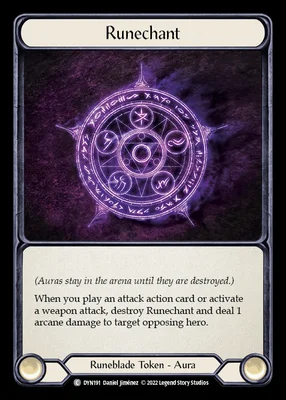 Runechant
(Auras stay in the arena until they are destroyed.)
When you play an attack action card or activate
a weapon attack, destroy Runechant and deal 1
arcane damage to target opposing hero.
Runeblade Token - Aura
C DYN191 Daniel Jiménez © 2022 Legend Story Studios